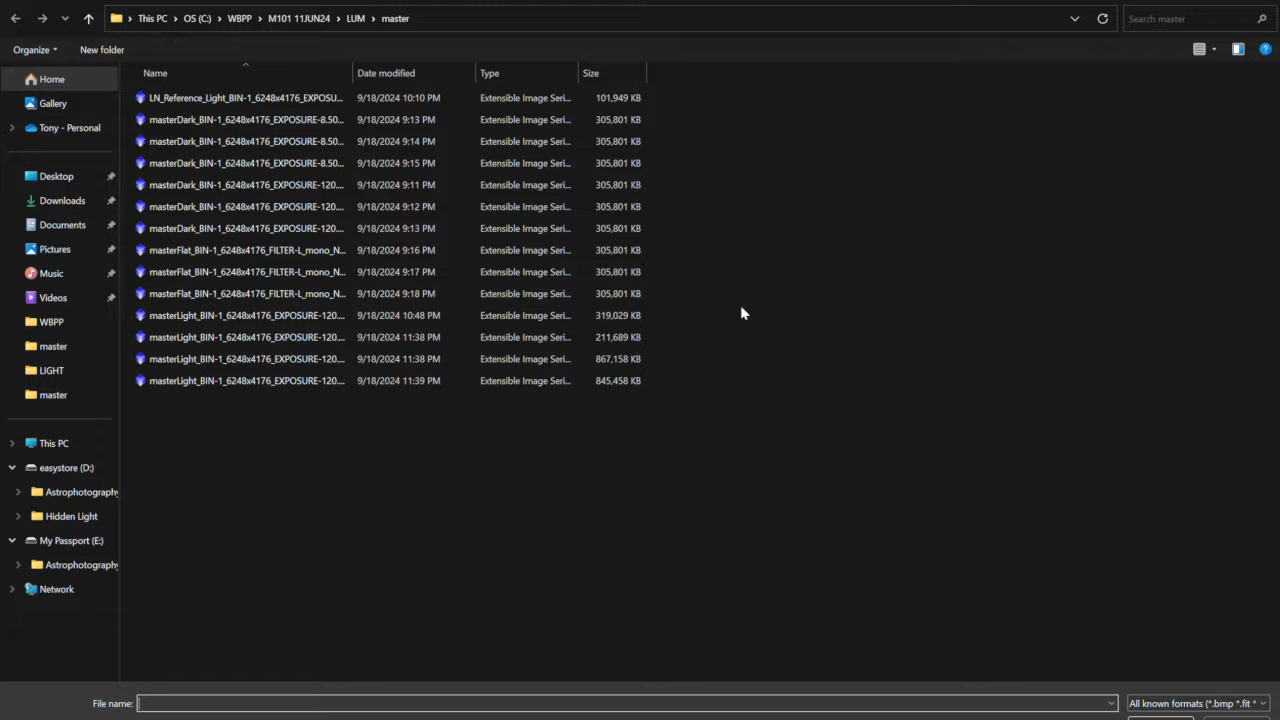 This PC > OS (C:) > WBPP > M101 11JUN24 > LUM > master
Search master
Organize
New folder
Name Date modified Type Size
LN_Reference_Light_BIN-1_6248x4176_EXPOSU... 9/18/2024 10:10 PM Extensible Image Seri... 101,949 KB
masterDark_BIN-1_6248x4176_EXPOSURE-8.50... 9/18/2024 9:13 PM Extensible Image Seri... 305,801 KB
masterDark_BIN-1_6248x4176_EXPOSURE-8.50... 9/18/2024 9:14 PM Extensible Image Seri... 305,801 KB
masterDark_BIN-1_6248x4176_EXPOSURE-8.50... 9/18/2024 9:15 PM Extensible Image Seri... 305,801 KB
masterDark_BIN-1_6248x4176_EXPOSURE-120.... 9/18/2024 9:11 PM Extensible Image Seri... 305,801 KB
masterDark_BIN-1_6248x4176_EXPOSURE-120.... 9/18/2024 9:12 PM Extensible Image Seri... 305,801 KB
masterDark_BIN-1_6248x4176_EXPOSURE-120.... 9/18/2024 9:13 PM Extensible Image Seri... 305,801 KB
masterFlat_BIN-1_6248x4176_FILTER-L_mono_N... 9/18/2024 9:16 PM Extensible Image Seri... 305,801 KB
masterFlat_BIN-1_6248x4176_FILTER-L_mono_N... 9/18/2024 9:17 PM Extensible Image Seri... 305,801 KB
masterFlat_BIN-1_6248x4176_FILTER-L_mono_N... 9/18/2024 9:18 PM Extensible Image Seri... 305,801 KB
masterLight_BIN-1_6248x4176_EXPOSURE-120.... 9/18/2024 10:48 PM Extensible Image Seri... 319,029 KB
masterLight_BIN-1_6248x4176_EXPOSURE-120.... 9/18/2024 11:38 PM Extensible Image Seri... 211,689 KB
masterLight_BIN-1_6248x4176_EXPOSURE-120.... 9/18/2024 11:38 PM Extensible Image Seri... 867,158 KB
masterLight_BIN-1_6248x4176_EXPOSURE-120.... 9/18/2024 11:39 PM Extensible Image Seri... 845,458 KB
Home
Gallery
Tony - Personal
Desktop
Downloads
Documents
Pictures
Music
Videos
WBPP
master
LIGHT
master
This PC
easystore (D:)
Astrophotography
Hidden Light
My Passport (E:)
Astrophotography
Network
File name:
All known formats (*.bmp *.fit *